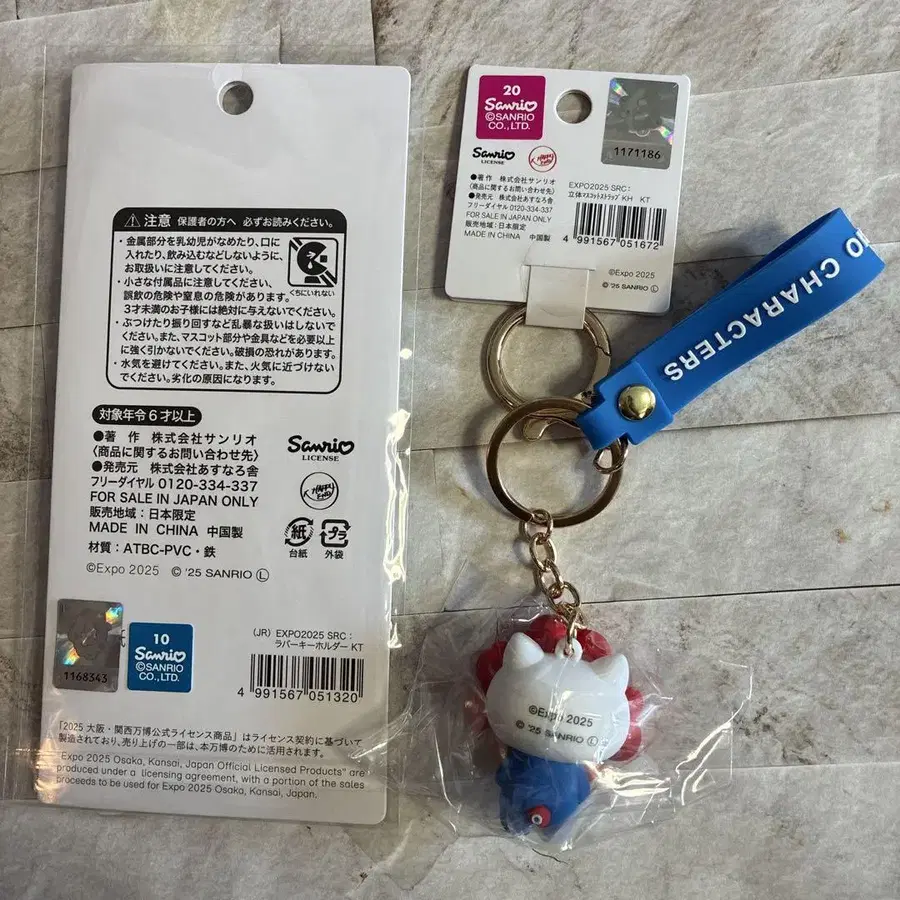 注意 保護者の方へ 必ずお読みください。
・金属部分を乳幼児がなめたり、口に
入れたり、飲み込むなどしないように、
お取扱いに注意してください。
・小さな付属品に注意してください。
誤飲の危険や窒息の危険があります。
3才未満のお子様には絶対に与えないでください。
・ぶつけたり振り回すなど乱暴な扱いはしないで
ください。また、マスコット部分や金具などを必要以上
に強く引かないでください。破損の恐れがあります。
・水気を避けてください。また、火気に近づけない
でください。劣化の原因になります。
くちにいれない
対象年令6才以上
●著 作 株式会社サンリオ
〈商品に関するお問い合わせ先〉
●発売元 株式会社あすなろ舎
フリーダイヤル 0120-334-337
FOR SALE IN JAPAN ONLY
販売地域:日本限定
MADE IN CHINA 中国製
材質:ATBC-PVC・鉄
©Expo 2025 © '25 SANRIO Ⓛ
Sanrio
LICENSE
HAPPY
紙
台紙
プラ
外袋
1168343
10
Sanrio
©SANRIO
CO., LTD.
(JR) EXPO2025 SRC:
ラバーキーホルダー KT
4 991567 051320
「2025 大阪・関西万博公式ライセンス商品」はライセンス契約に基づいて
製造されており、売り上げの一部は、本万博のために活用されます。
"Expo 2025 Osaka, Kansai, Japan Official Licensed Products" are
produced under a licensing agreement, with a portion of the sales
proceeds to be used for Expo 2025 Osaka, Kansai, Japan.
20
Sanrio
©SANRIO
CO., LTD.
1171186
Sanrio
LICENSE
HAPPY
●著作 株式会社サンリオ
〈商品に関するお問い合わせ先〉
●発売元 株式会社あすなろ舎
フリーダイヤル 0120-334-337
FOR SALE IN JAPAN ONLY
販売地域:日本限定
MADE IN CHINA 中国製
EXPO2025 SRC:
立体マスコットストラップ KH KT
4 991567 051672
©Expo 2025
© '25 SANRIO Ⓛ
IO CHARACTERS
©Expo 2025
© '25 SANRIO Ⓛ